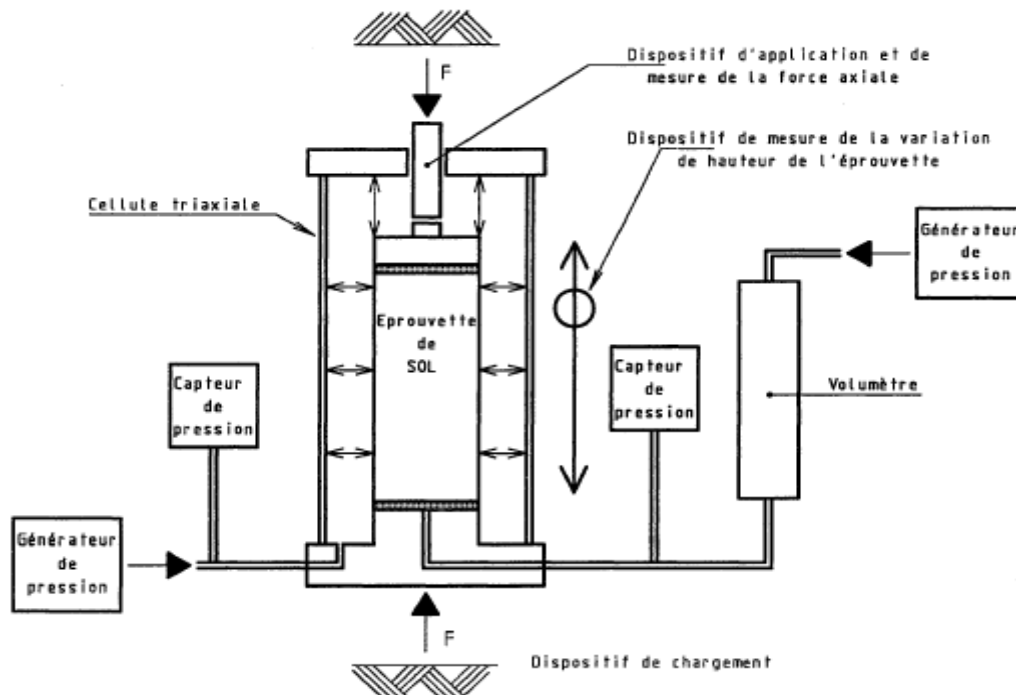 F
Dispositif d'application et de
mesure de la force axiale
Dispositif de mesure de la variation
de hauteur de l'éprouvette
Cellule triaxiale
Générateur
de
pression
Eprouvette
de
SOL
Capteur
de
pression
Capteur
de
pression
Volumètre
Générateur
de
pression
F
Dispositif de chargement